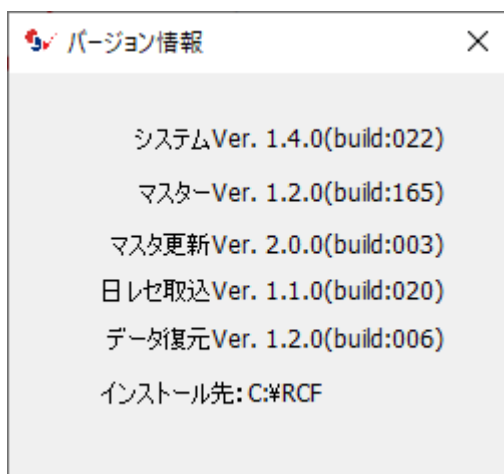 バージョン情報
システムVer. 1.4.0(build:022)
マスターVer. 1.2.0(build:165)
マスタ更新Ver. 2.0.0(build:003)
日レセ取込Ver. 1.1.0(build:020)
データ復元Ver. 1.2.0(build:006)
インストール先: C:¥RCF